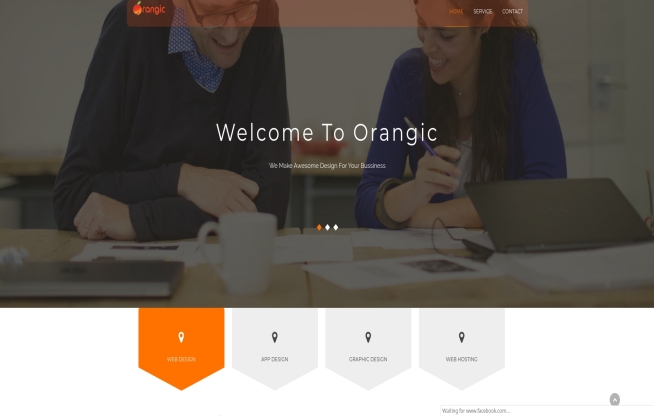 Orangic
HOME SERVICE CONTACT
Welcome To Orangic
We Make Awesome Design For Your Bussiness
WEB DESIGN
APP DESIGN
GRAPHIC DESIGN
WEB HOSTING
Waiting for www.facebook.com...